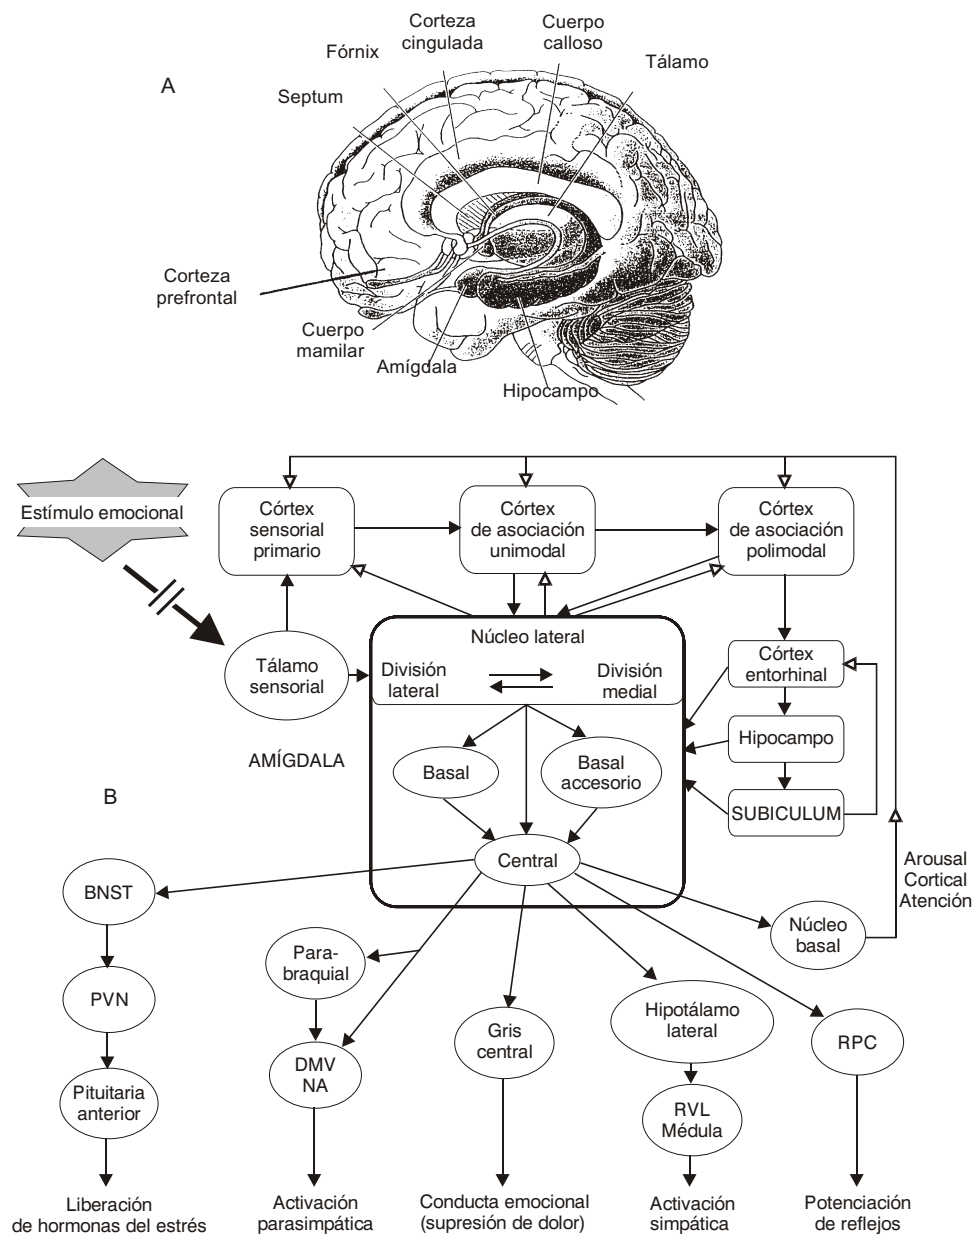 A
Corteza
cingulada
Cuerpo
calloso
Fórnix
Tálamo
Septum
Corteza
prefrontal
Cuerpo
mamilar
Amígdala
Hipocampo
Estímulo emocional
Córtex
sensorial
primario
Córtex
de asociación
unimodal
Córtex
de asociación
polimodal
Núcleo lateral
Tálamo
sensorial
División
lateral
División
medial
Córtex
entorhinal
Hipocampo
SUBICULUM
AMÍGDALA
Basal
Basal
accesorio
B
Central
Arousal
Cortical
Atención
BNST
Núcleo
basal
Para-
braquial
PVN
Gris
central
Hipotálamo
lateral
RPC
DMV
NA
Pituitaria
anterior
RVL
Médula
Liberación
de hormonas del estrés
Activación
parasimpática
Conducta emocional
(supresión de dolor)
Activación
simpática
Potenciación
de reflejos